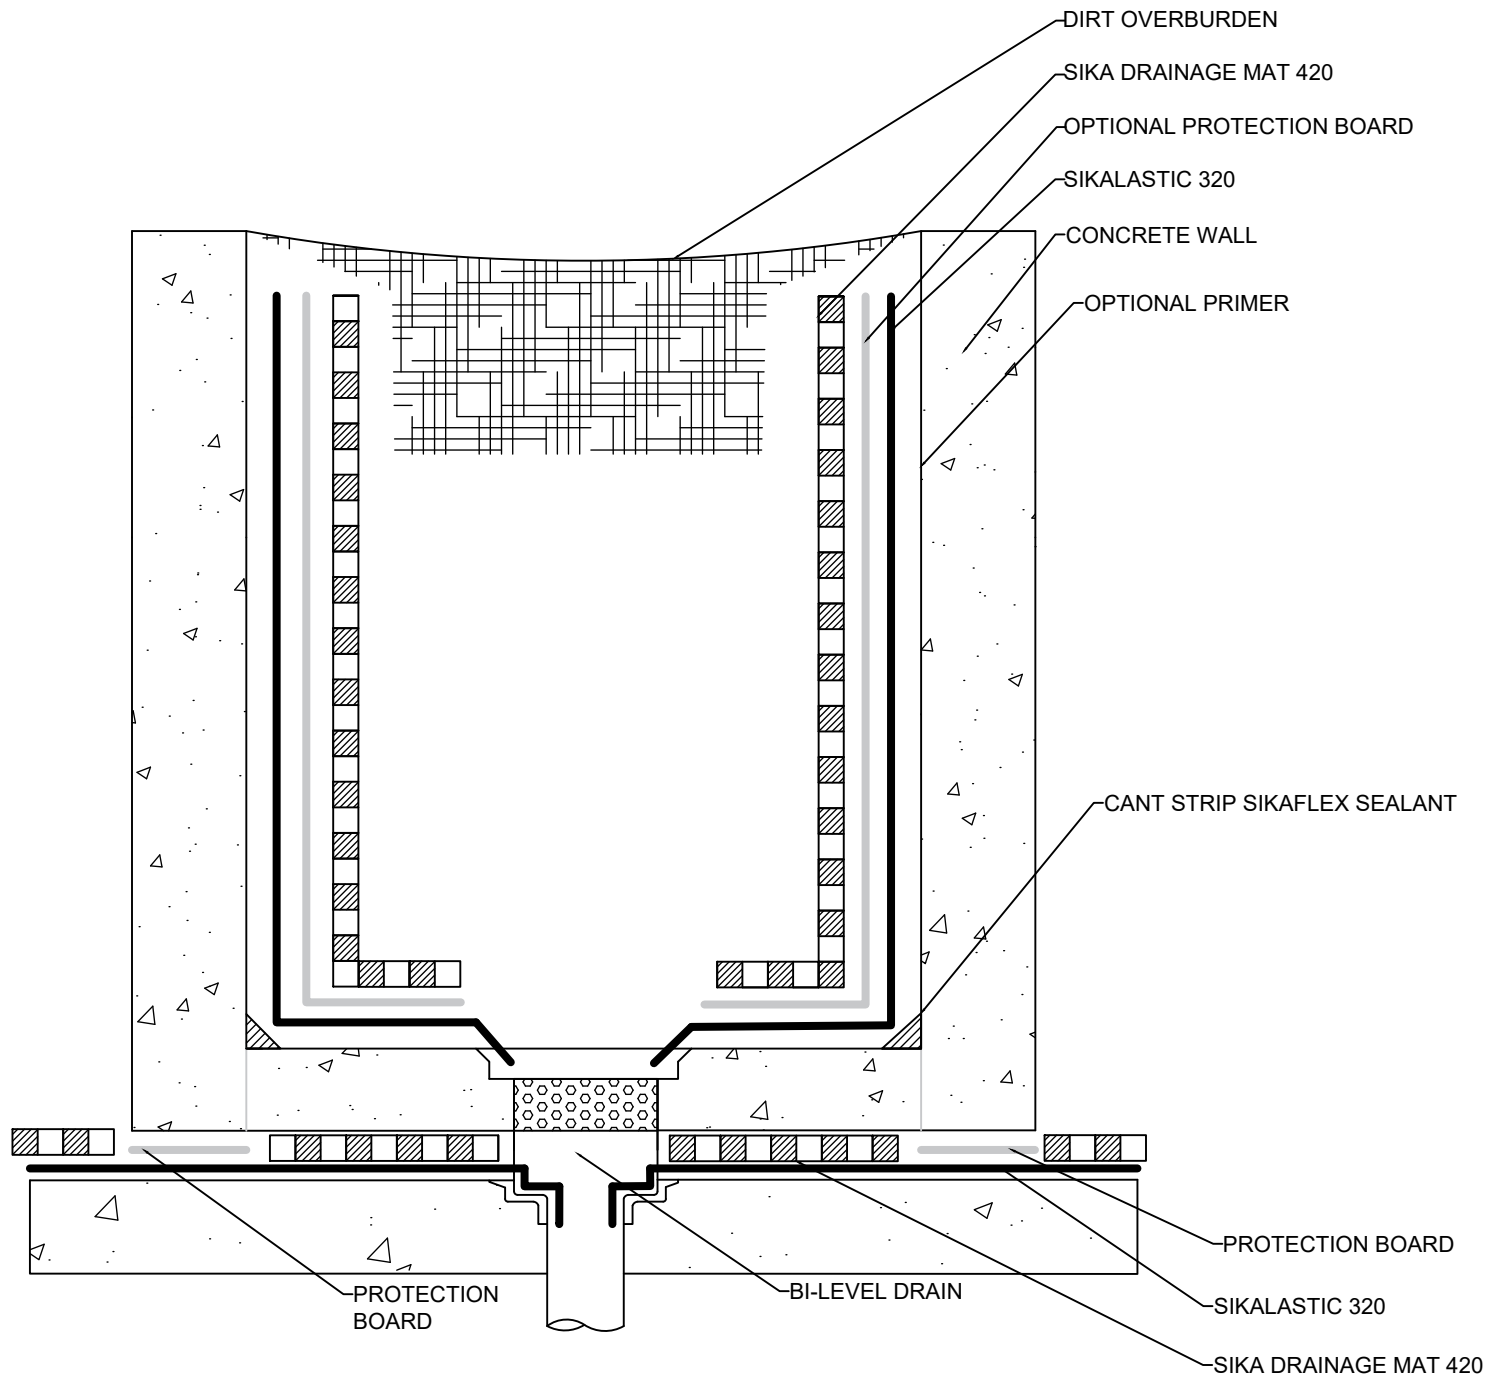 DIRT OVERBURDEN
SIKA DRAINAGE MAT 420
OPTIONAL PROTECTION BOARD
SIKALASTIC 320
CONCRETE WALL
OPTIONAL PRIMER
CANT STRIP SIKAFLEX SEALANT
PROTECTION BOARD
BI-LEVEL DRAIN
PROTECTION
BOARD
SIKALASTIC 320
SIKA DRAINAGE MAT 420